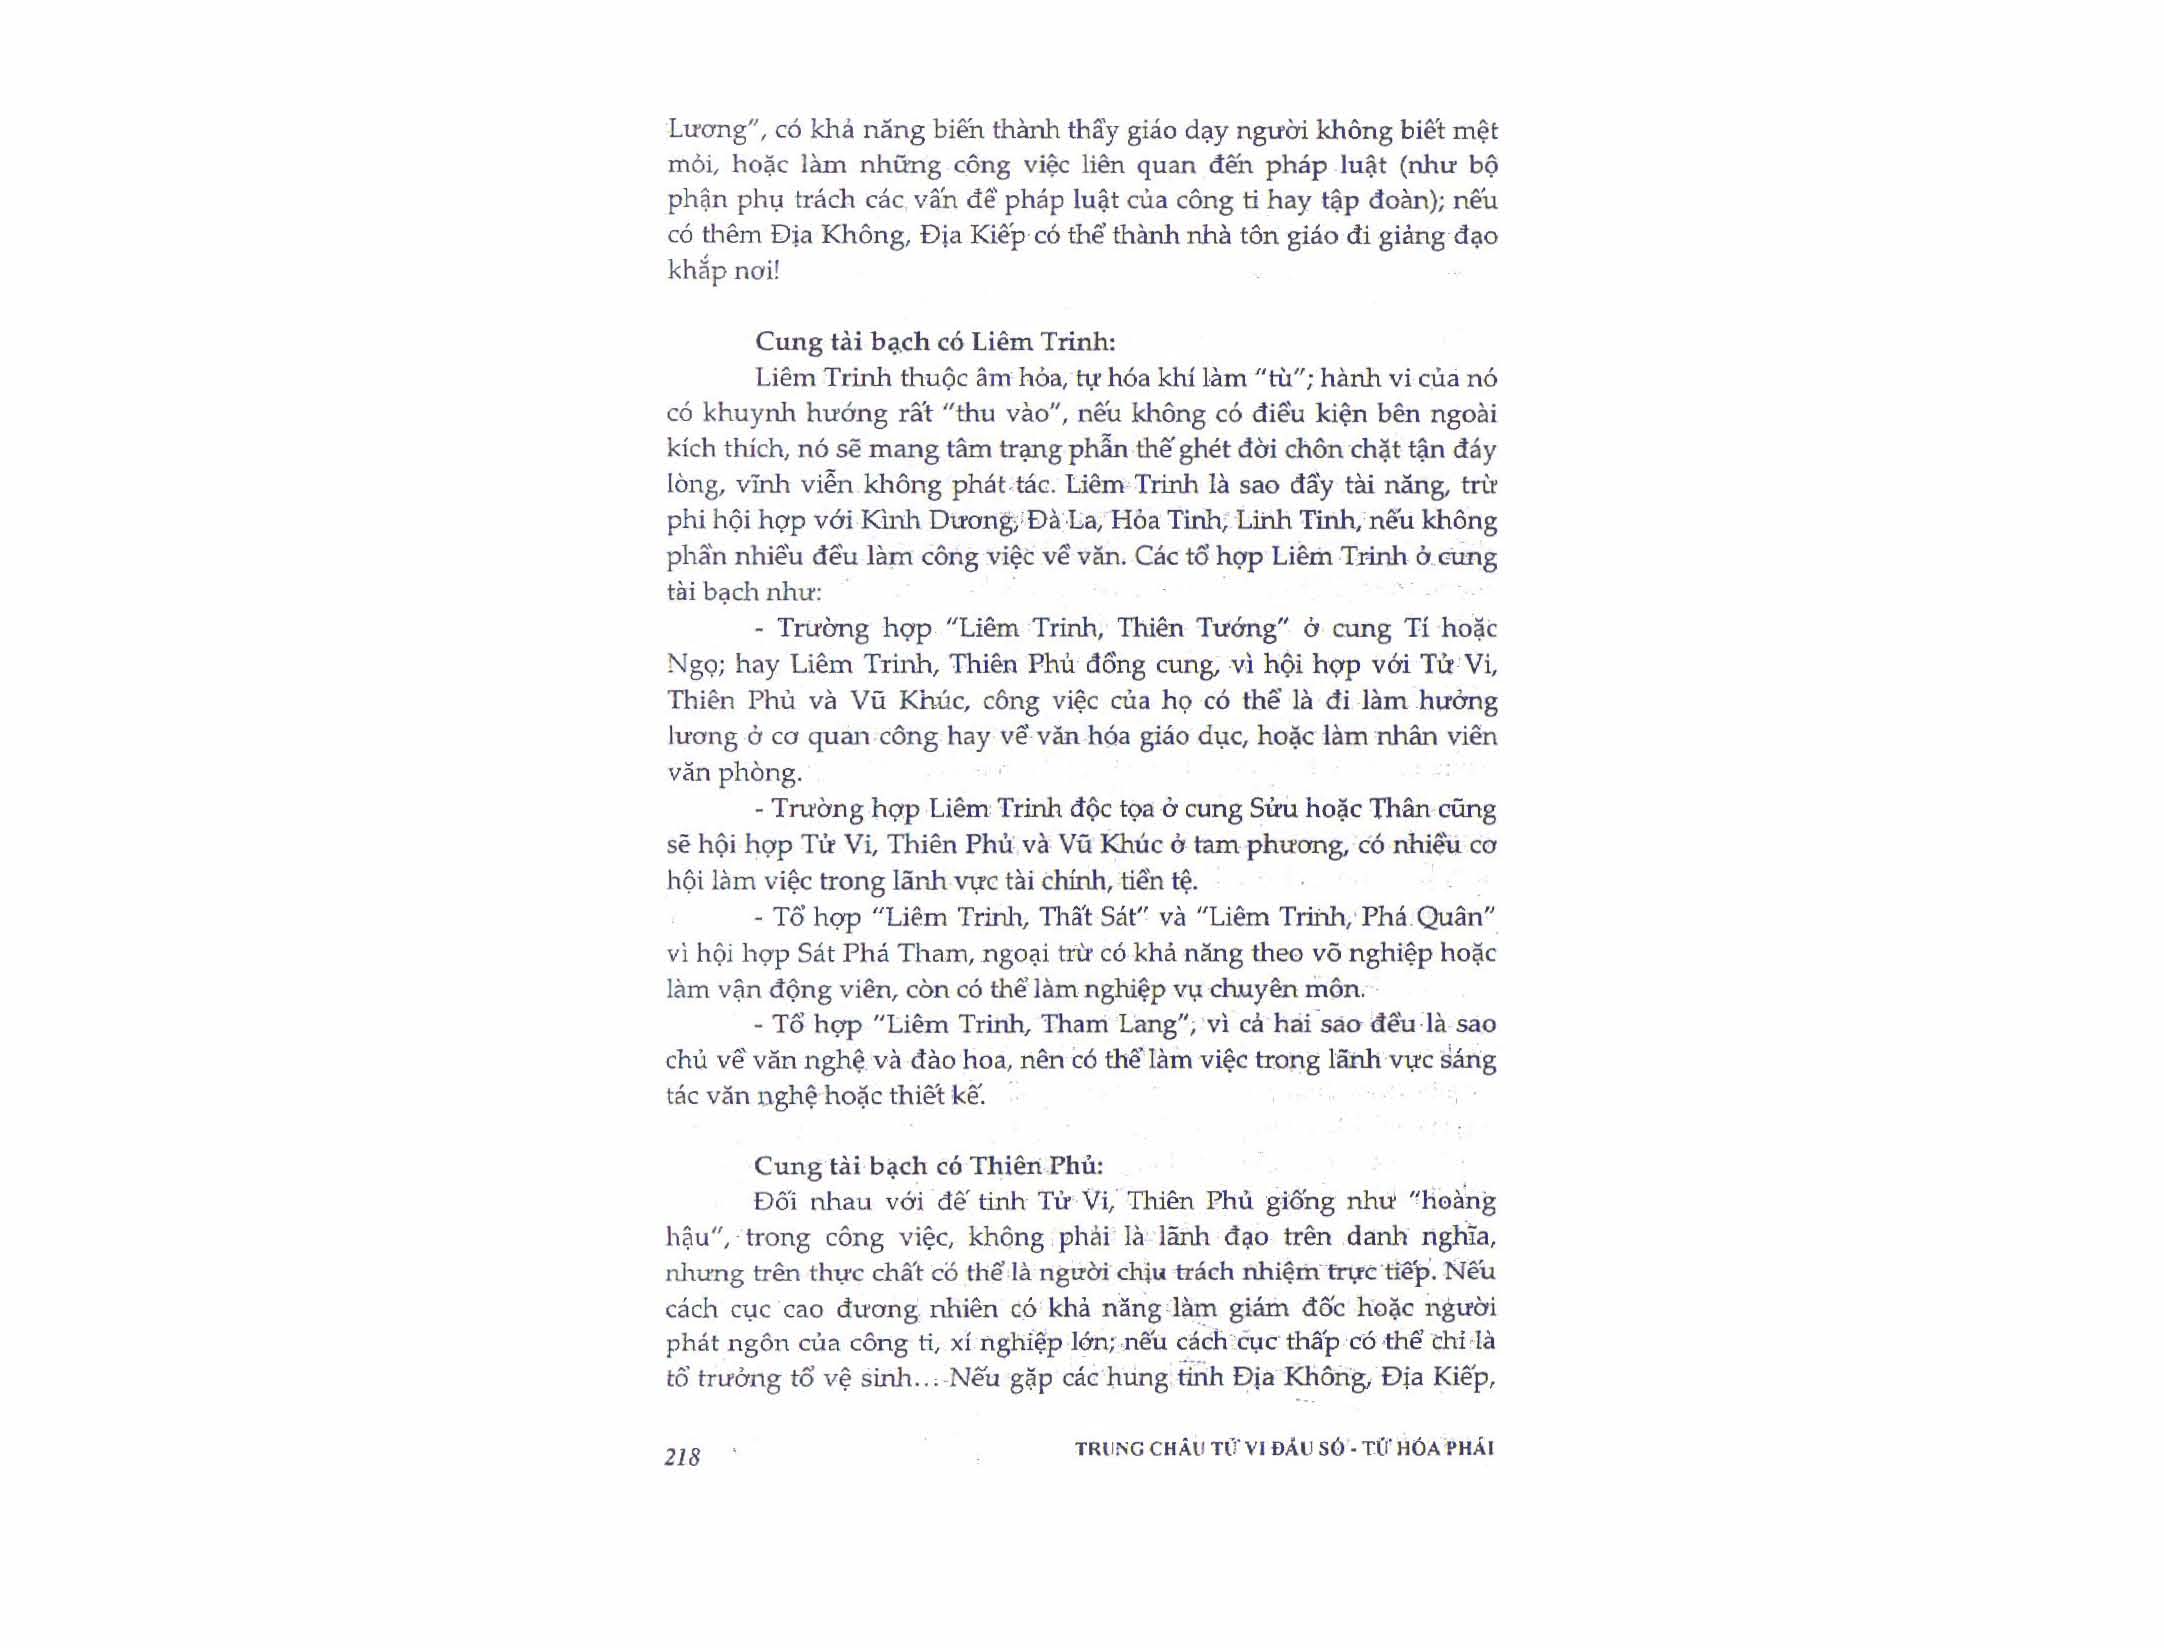 Lương", có khả năng biến thành thầy giáo dạy người không biết mệt
mỏi, hoặc làm những công việc liên quan đến pháp luật (như bộ
phận phụ trách các vấn đề pháp luật của công ti hay tập đoàn); nếu
có thêm Địa Không, Địa Kiếp có thể thành nhà tôn giáo đi giảng đạo
khắp nơi!
Cung tài bạch có Liêm Trinh:
Liêm Trinh thuộc âm hỏa, tự hóa khí làm "tù"; hành vi của nó
có khuynh hướng rất "thu vào", nếu không có điều kiện bên ngoài
kích thích, nó sẽ mang tâm trạng phẫn thế ghét đời chôn chặt tận đáy
lòng, vĩnh viễn không phát tác. Liêm Trinh là sao đầy tài năng, trừ
phi hội hợp với Kình Dương, Đà La, Hỏa Tinh, Linh Tinh, nếu không
phần nhiều đều làm công việc về văn. Các tổ hợp Liêm Trinh ở cung
tài bạch như:
- Trường hợp "Liêm Trinh, Thiên Tướng" ở cung Tí hoặc
Ngọ; hay Liêm Trinh, Thiên Phủ đồng cung, vì hội hợp với Tử Vi,
Thiên Phủ và Vũ Khúc, công việc của họ có thể là đi làm hưởng
lương ở cơ quan công hay về văn hóa giáo dục, hoặc làm nhân viên
văn phòng.
- Trường hợp Liêm Trinh độc tọa ở cung Sửu hoặc Thân cũng
sẽ hội hợp Tử Vi, Thiên Phủ và Vũ Khúc ở tam phương, có nhiều cơ
hội làm việc trong lãnh vực tài chính, tiền tệ.
- Tổ hợp "Liêm Trinh, Thất Sát" và "Liêm Trinh, Phá Quân"
vì hội hợp Sát Phá Tham, ngoại trừ có khả năng theo võ nghiệp hoặc
làm vận động viên, còn có thể làm nghiệp vụ chuyên môn.
- Tổ hợp "Liêm Trinh, Tham Lang", vì cả hai sao đều là sao
chủ về văn nghệ và đào hoa, nên có thể làm việc trong lãnh vực sáng
tác văn nghệ hoặc thiết kế.
Cung tài bạch có Thiên Phủ:
Đối nhau với đế tinh Tử Vi, Thiên Phủ giống như "hoàng
hậu", trong công việc, không phải là lãnh đạo trên danh nghĩa,
nhưng trên thực chất có thể là người chịu trách nhiệm trực tiếp. Nếu
cách cục cao đương nhiên có khả năng làm giám đốc hoặc người
phát ngôn của công ti, xí nghiệp lớn; nếu cách cục thấp có thể chỉ là
tổ trưởng tổ vệ sinh... Nếu gặp các hung tinh Địa Không, Địa Kiếp,
218 TRUNG CHÂU TỬ VI ĐẨU SỐ - TỨ HÓA PHÁI